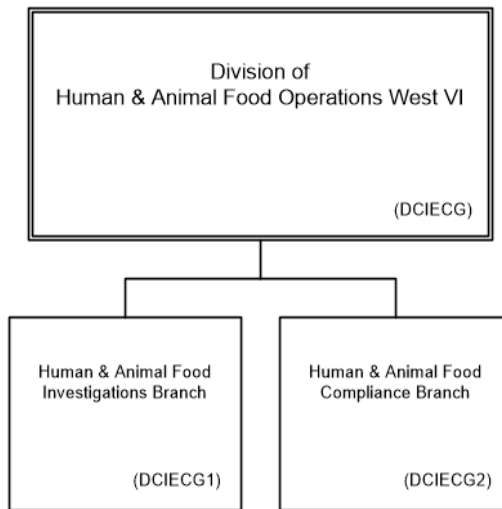 Division of
Human & Animal Food Operations West VI
(DCIECG)
Human & Animal Food
Investigations Branch
(DCIECG1)
Human & Animal Food
Compliance Branch
(DCIECG2)